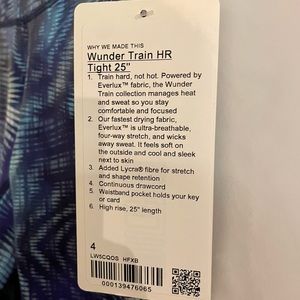 WHY WE MADE THIS
Wunder Train HR
Tight 25"
1. Train hard, not hot. Powered by
Everlux™ fabric, the Wunder
Train collection manages heat
and sweat so you stay
comfortable and focused
2. Our fastest drying fabric,
Everlux™ is ultra-breathable,
four-way stretch, and wicks
away sweat. It feels soft on
the outside and cool and sleek
next to skin
3. Added Lycra® fibre for stretch
and shape retention
4. Continuous drawcord
5. Waistband pocket holds your key
or card
6. High rise, 25" length
4
LW5CQOS HFXB
000139476065